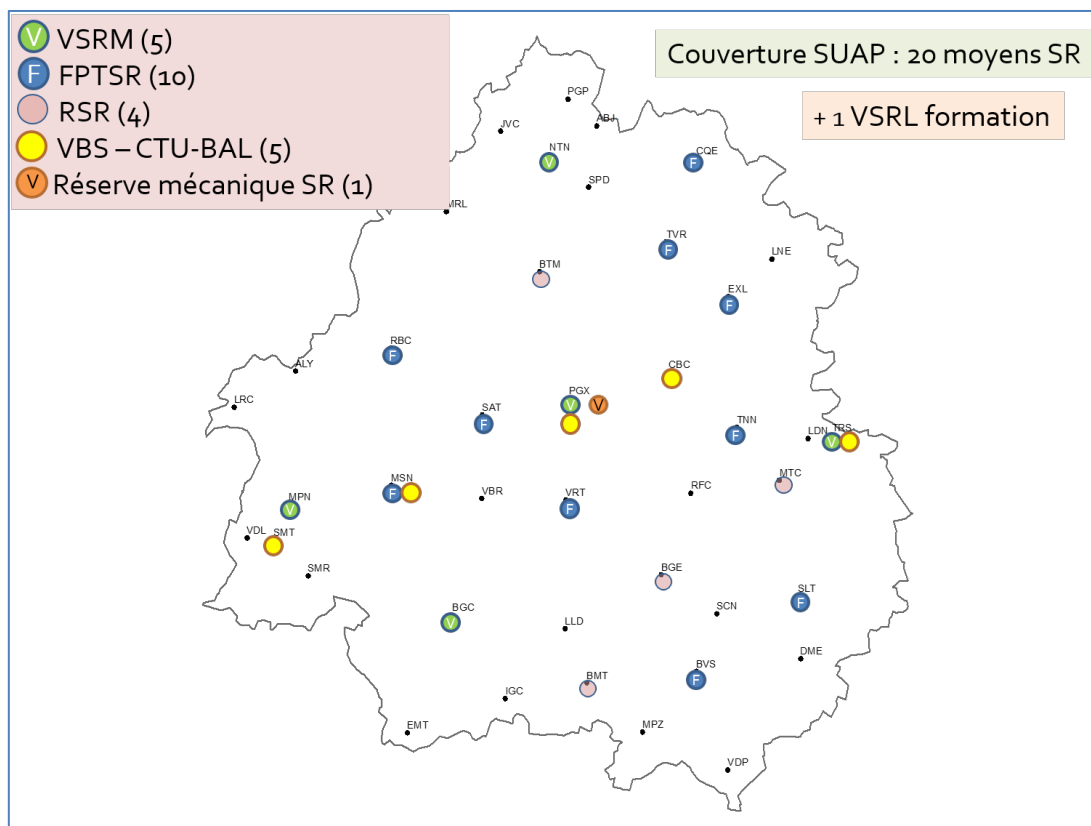 V VSRM (5)
F FPTSR (10)
RSR (4)
VBS – CTU-BAL (5)
V Réserve mécanique SR (1)
Couverture SUAP : 20 moyens SR
+ 1 VSRL formation
PGP
ABJ
JVC
NTN
V
CQE
F
SPD
MRL
TVR
F
LNE
BTM
EXL
F
RBC
F
ALY
CBC
LRC
PGX
V V
SAT
F
TNN
F
LDN
TRS
V
MTC
MSN
F
VBR
VRT
F
RFC
MPN
V
VDL
SMT
SMR
BGE
SLT
F
BGC
V
LLD
SCN
DME
BVS
F
BMT
IGC
EMT
MPZ
VDP